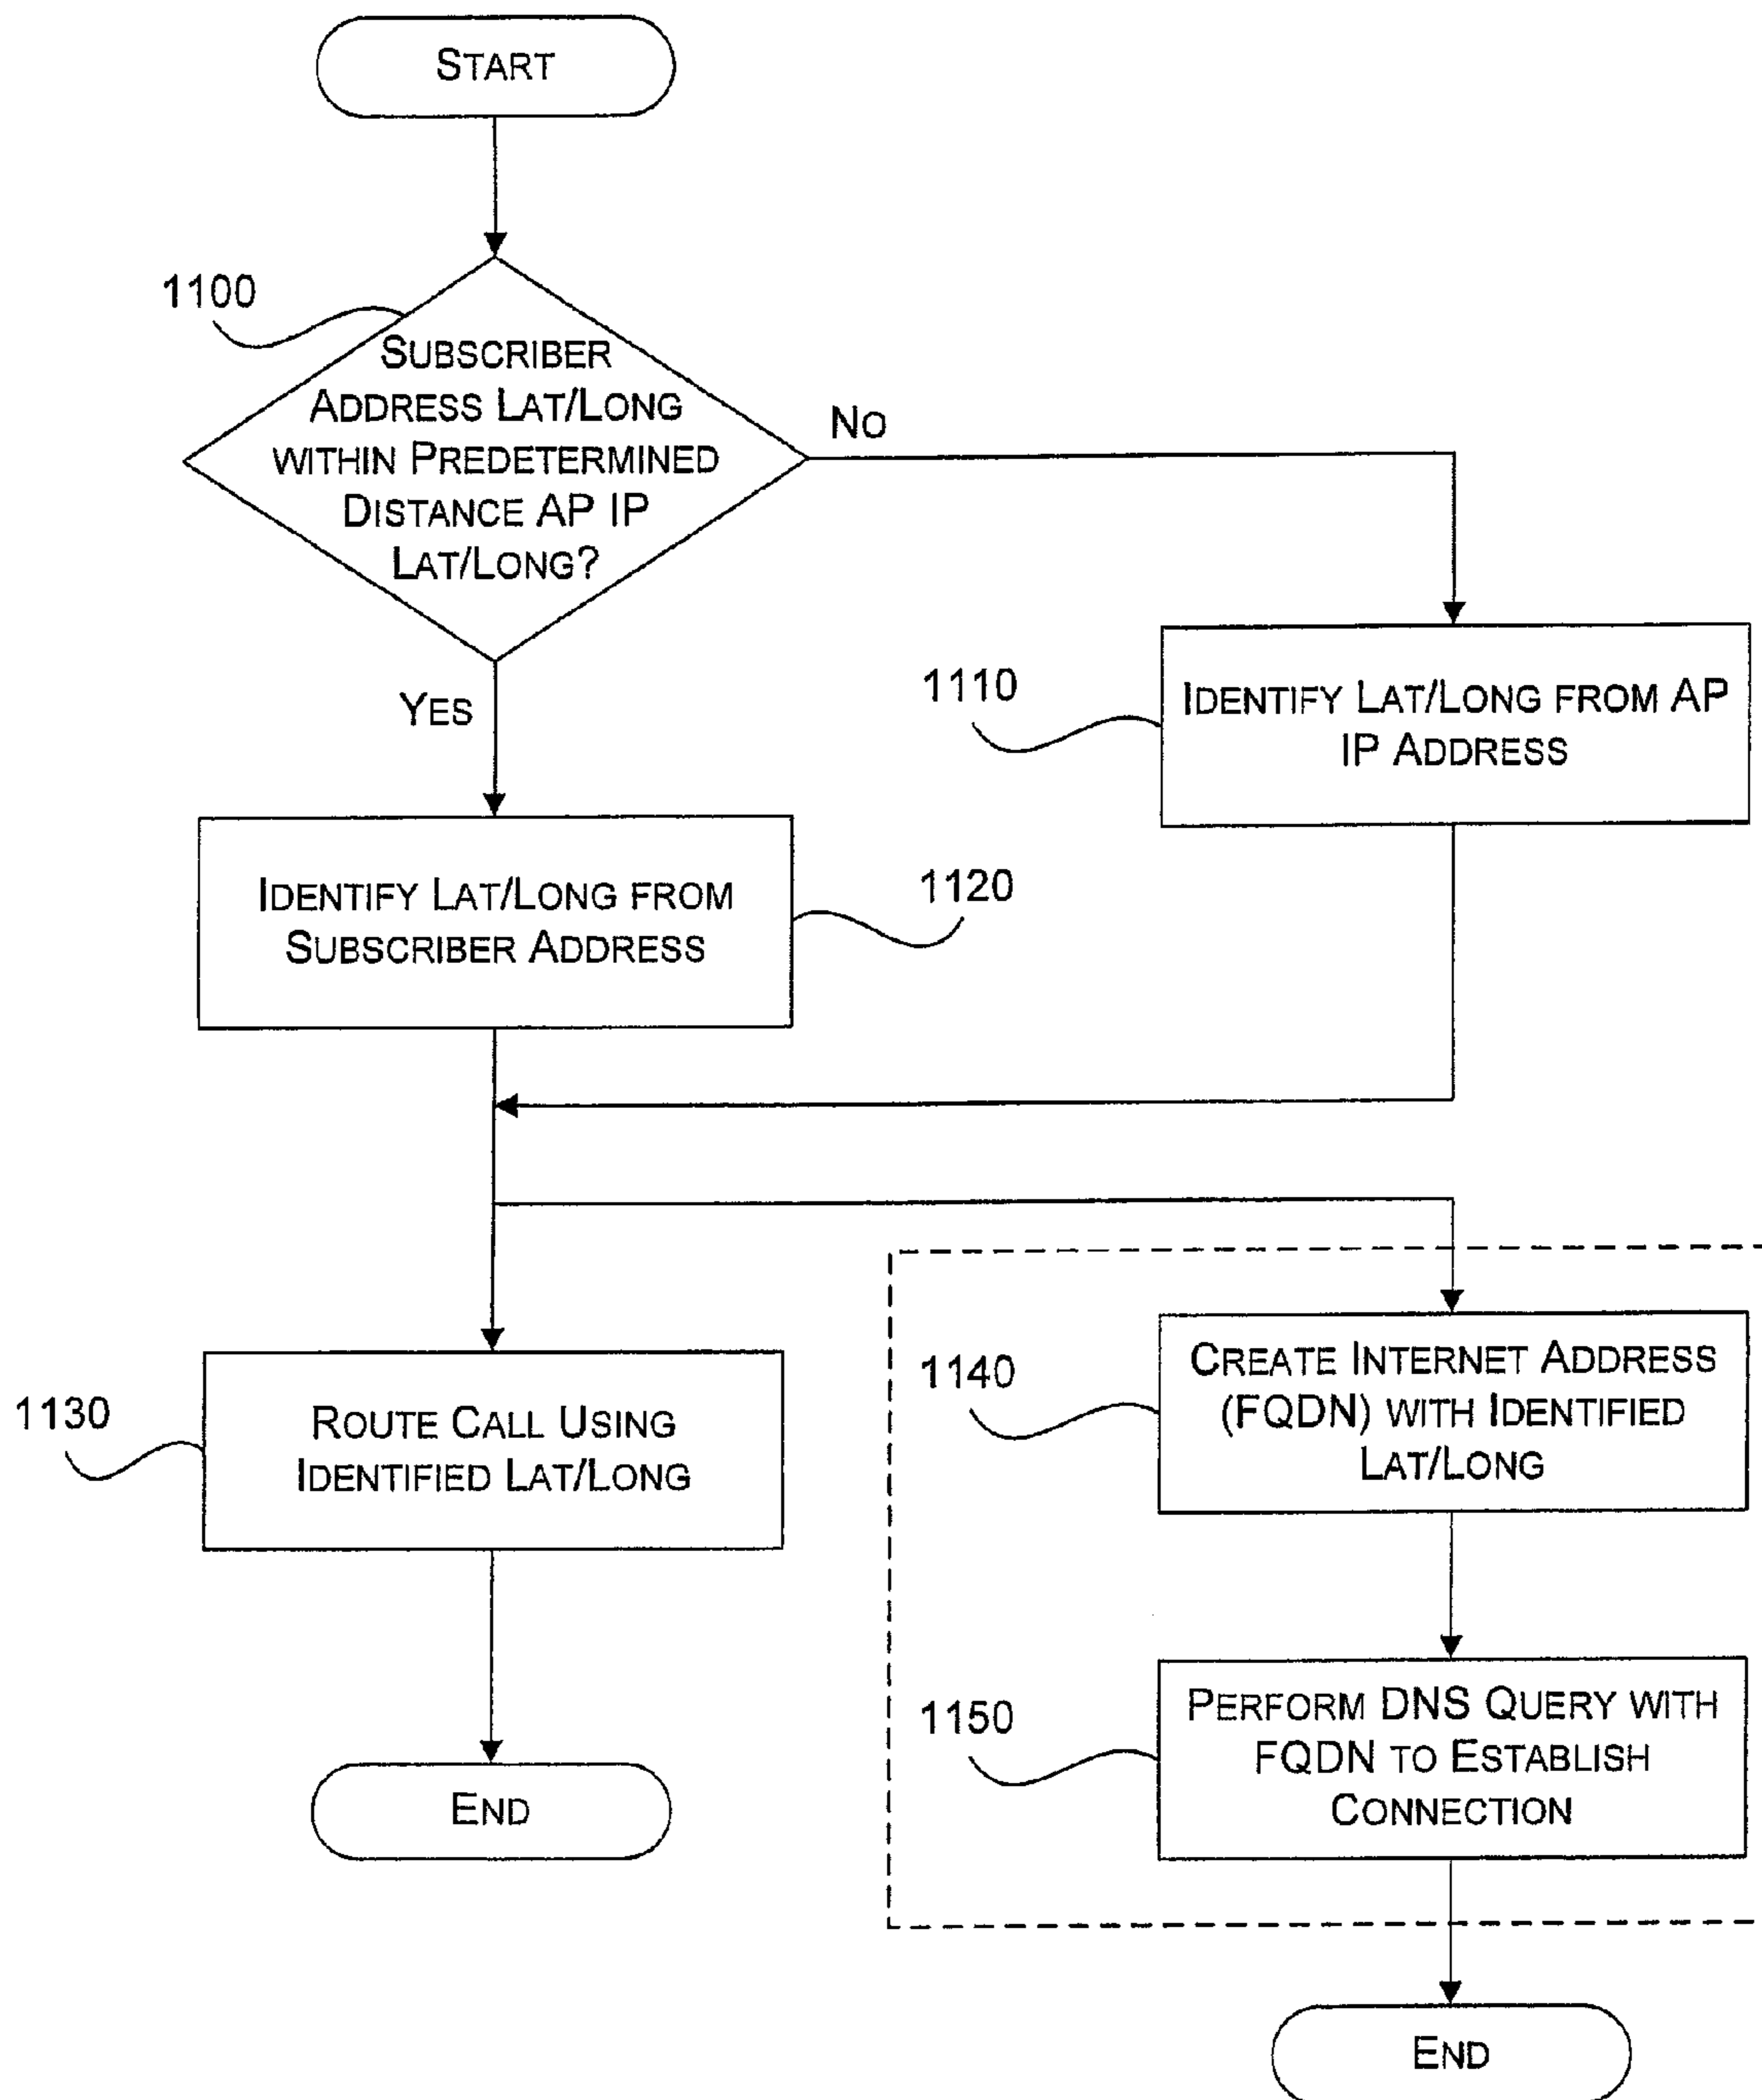 START
1100
SUBSCRIBER
ADDRESS LAT/LONG
WITHIN PREDETERMINED
DISTANCE AP IP
LAT/LONG?
NO
YES
1110
IDENTIFY LAT/LONG FROM AP
IP ADDRESS
IDENTIFY LAT/LONG FROM
SUBSCRIBER ADDRESS
1120
1130
ROUTE CALL USING
IDENTIFIED LAT/LONG
END
1140
CREATE INTERNET ADDRESS
(FQDN) WITH IDENTIFIED
LAT/LONG
1150
PERFORM DNS QUERY WITH
FQDN TO ESTABLISH
CONNECTION
END